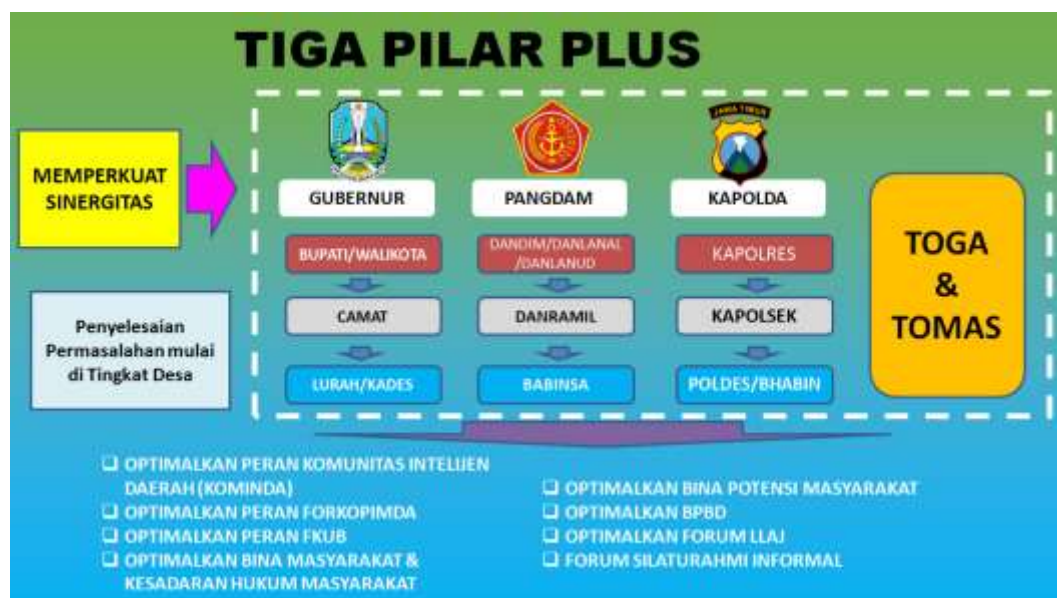 TIGA PILAR PLUS
MEMPERKUAT
SINERGITAS
Penyelesaian
Permasalahan mulai
di Tingkat Desa
JAWA TIMUR
GUBERNUR
PANGDAM
KAPOLDA
BUPATI/WALIKOTA
DANDIM/DANLANAL
/DANLANUD
KAPOLRES
CAMAT
DANRAMIL
KAPOLSEK
LURAH/KADES
BABINSA
POLDES/BHABIN
TOGA
&
TOMAS
❑ OPTIMALKAN PERAN KOMUNITAS INTELIJEN
DAERAH (KOMINDA)
❑ OPTIMALKAN PERAN FORKOPIMDA
❑ OPTIMALKAN PERAN FKUB
❑ OPTIMALKAN BINA MASYARAKAT &
KESADARAN HUKUM MASYARAKAT
❑ OPTIMALKAN BINA POTENSI MASYARAKAT
❑ OPTIMALKAN BPBD
❑ OPTIMALKAN FORUM LLAJ
❑ FORUM SILATURAHMI INFORMAL